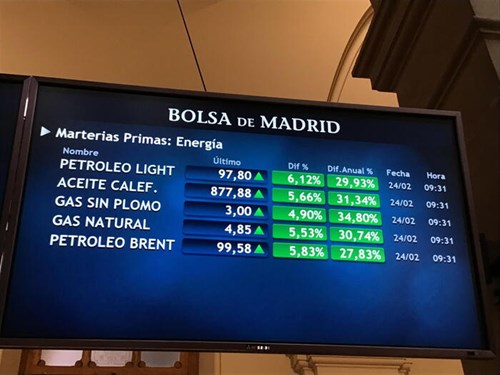 BOLSA DE MADRID
▶ Marterias Primas: Energía
Nombre Último Dif % Dif.Anual % Fecha Hora
PETROLEO LIGHT 97,80 ▲ 6,12% 29,93% 24/02 09:31
ACEITE CALEF. 877,88 ▲ 5,66% 31,34% 24/02 09:31
GAS SIN PLOMO 3,00 ▲ 4,90% 34,80% 24/02 09:31
GAS NATURAL 4,85 ▲ 5,53% 30,74% 24/02 09:31
PETROLEO BRENT 99,58 ▲ 5,83% 27,83% 24/02 09:31